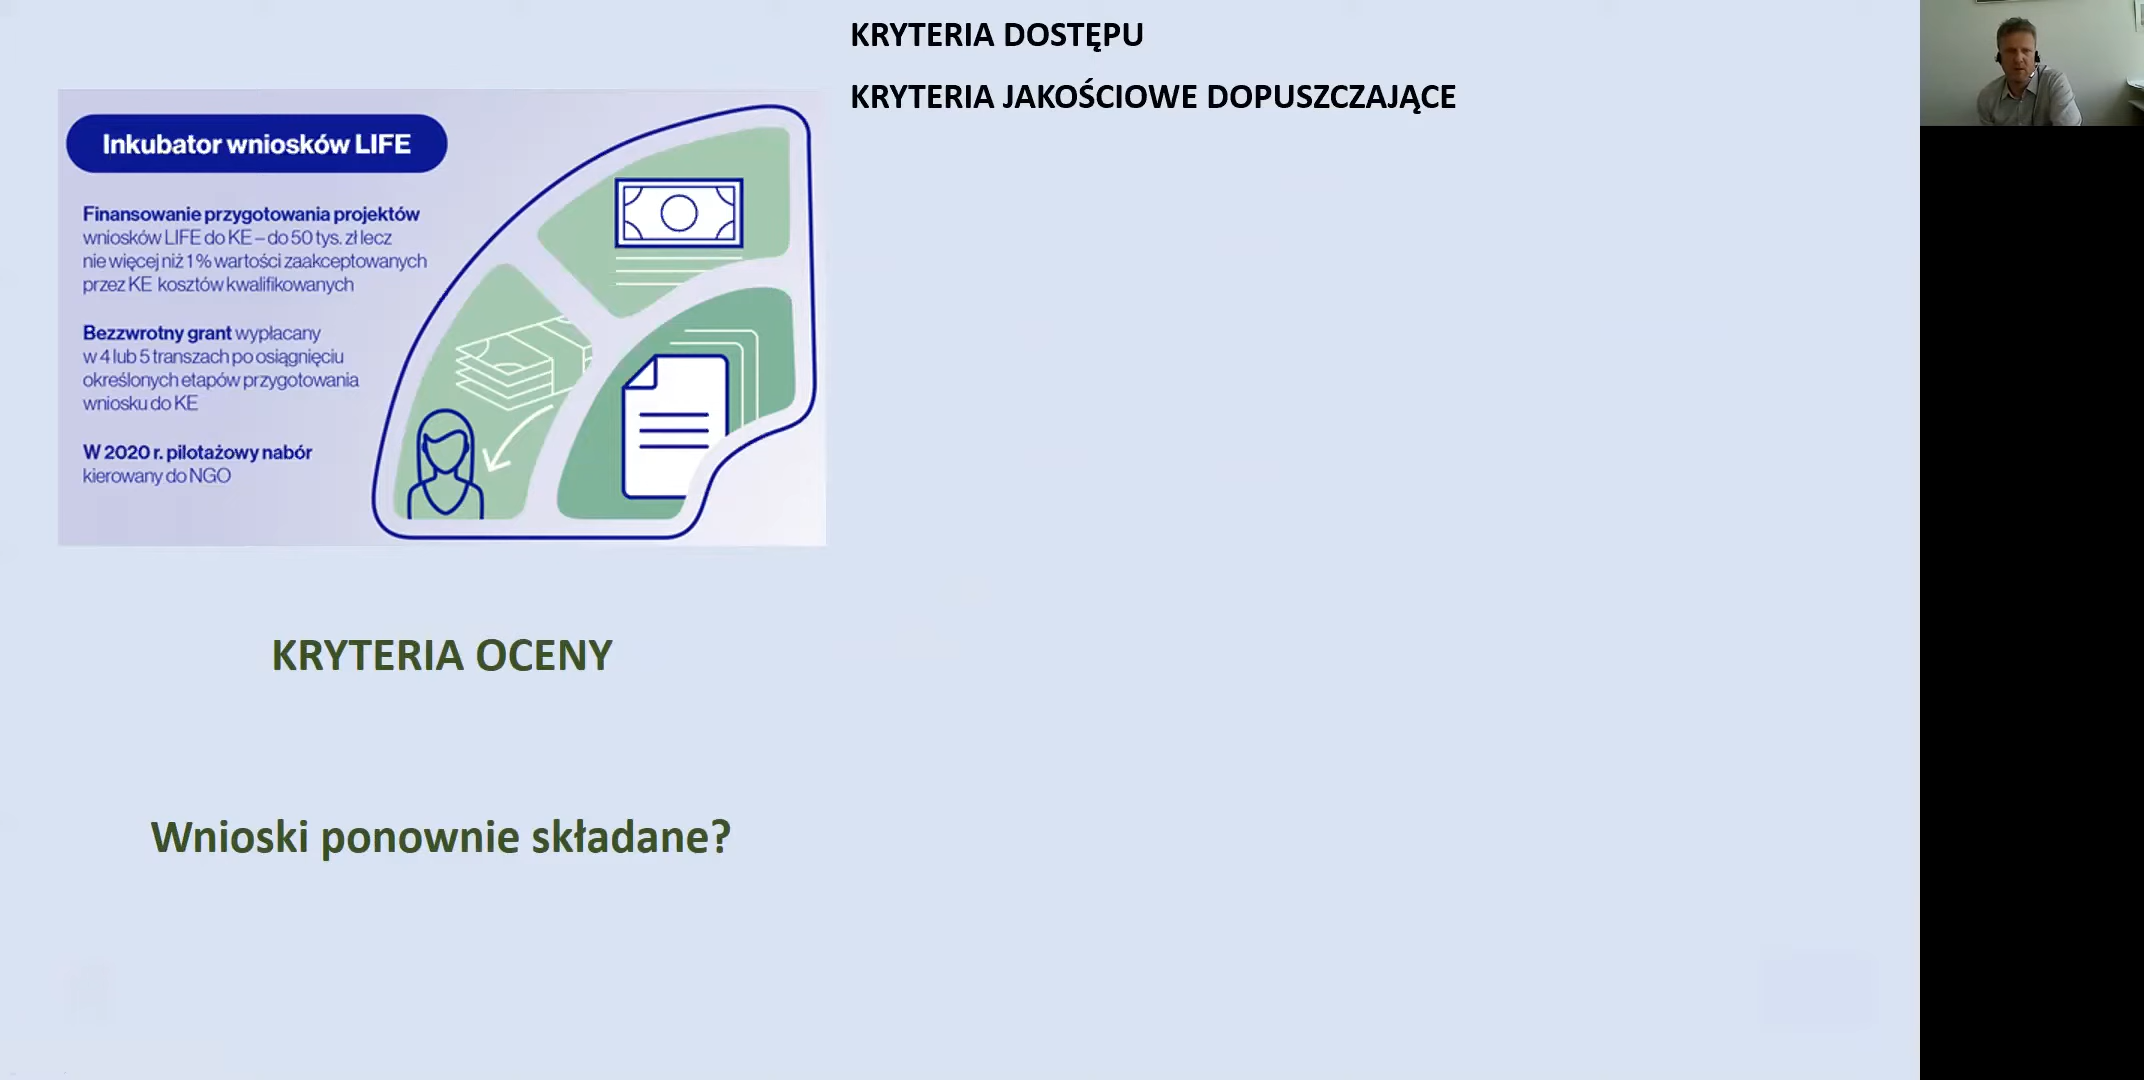 KRYTERIA DOSTĘPU
KRYTERIA JAKOŚCIOWE DOPUSZCZAJĄCE
Inkubator wniosków LIFE
Finansowanie przygotowania projektów
wniosków LIFE do KE – do 50 tys. zł lecz
nie więcej niż 1 % wartości zaakceptowanych
przez KE kosztów kwalifikowanych
Bezzwrotny grant wypłacany
w 4 lub 5 transzach po osiągnięciu
określonych etapów przygotowania
wniosku do KE
W 2020 r. pilotażowy nabór
kierowany do NGO
KRYTERIA OCENY
Wnioski ponownie składane?